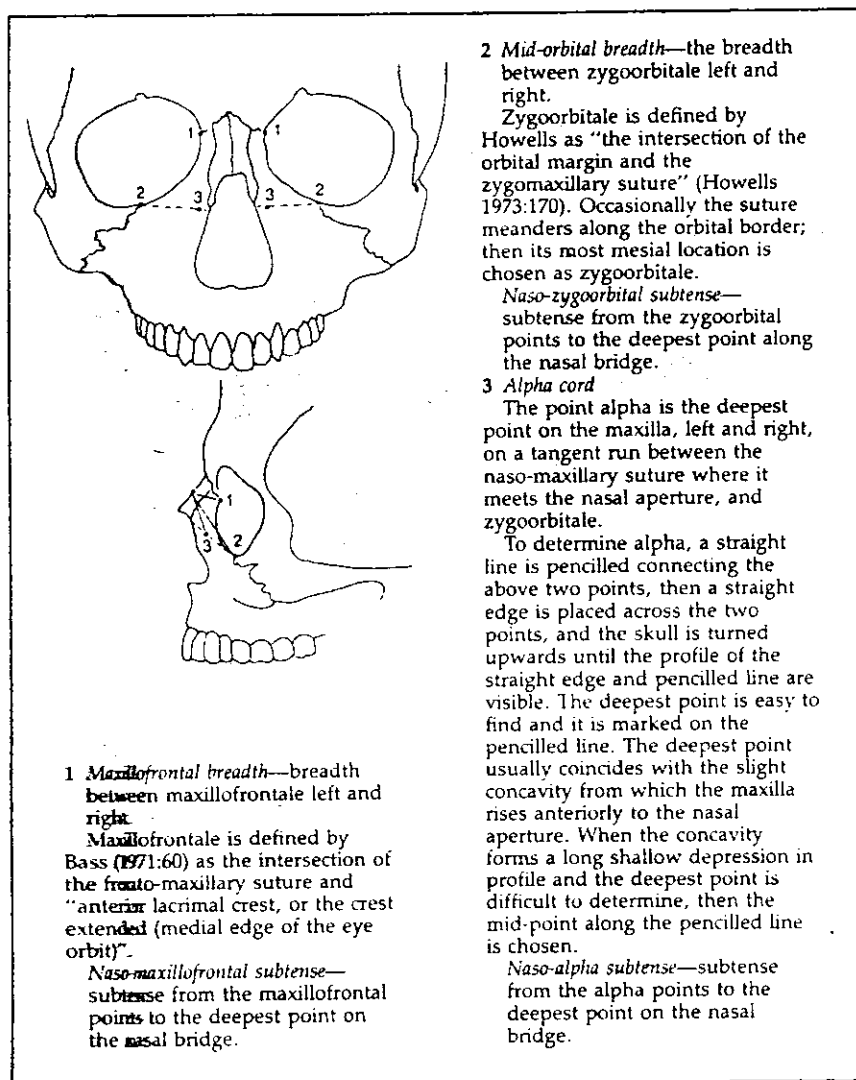 1
1
2
3
3
2
1
3
2
1 Maxillofrontal breadth—breadth
between maxillofrontale left and
right.
Maxillofrontale is defined by
Bass (1971:60) as the intersection of
the fronto-maxillary suture and
"anterior lacrimal crest, or the crest
extended (medial edge of the eye
orbit)".
Naso-maxillofrontal subtense—
subtense from the maxillofrontal
points to the deepest point on
the nasal bridge.
2 Mid-orbital breadth—the breadth
between zygoorbitale left and
right.
Zygoorbitale is defined by
Howells as "the intersection of the
orbital margin and the
zygomaxillary suture" (Howells
1973:170). Occasionally the suture
meanders along the orbital border;
then its most mesial location is
chosen as zygoorbitale.
Naso-zygoorbital subtense—
subtense from the zygoorbital
points to the deepest point along
the nasal bridge.
3 Alpha cord
The point alpha is the deepest
point on the maxilla, left and right,
on a tangent run between the
naso-maxillary suture where it
meets the nasal aperture, and
zygoorbitale.
To determine alpha, a straight
line is pencilled connecting the
above two points, then a straight
edge is placed across the two
points, and the skull is turned
upwards until the profile of the
straight edge and pencilled line are
visible. The deepest point is easy to
find and it is marked on the
pencilled line. The deepest point
usually coincides with the slight
concavity from which the maxilla
rises anteriorly to the nasal
aperture. When the concavity
forms a long shallow depression in
profile and the deepest point is
difficult to determine, then the
mid-point along the pencilled line
is chosen.
Naso-alpha subtense—subtense
from the alpha points to the
deepest point on the nasal
bridge.